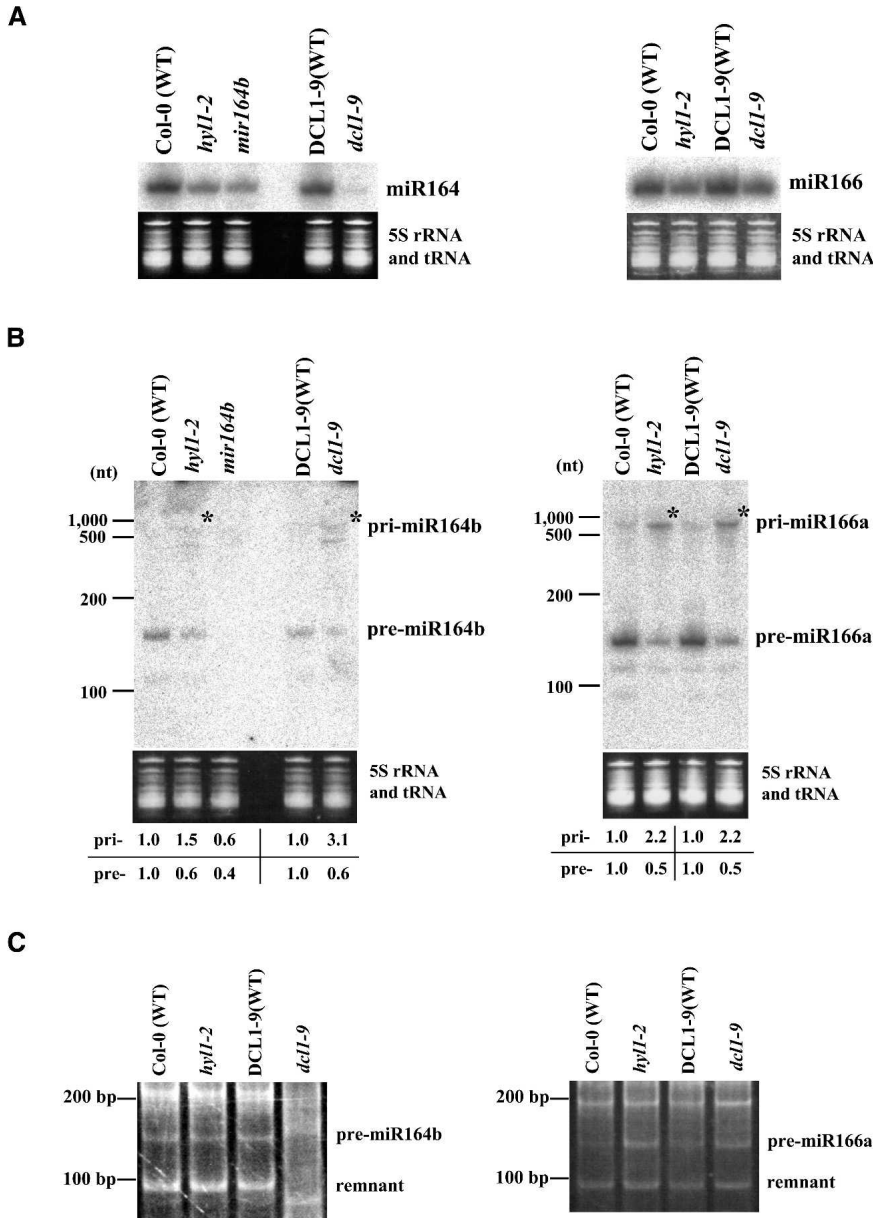 A
Col-0 (WT)
hyl1-2
mir164b
DCL1-9(WT)
dcl1-9
miR164
5S rRNA
and tRNA
Col-0 (WT)
hyl1-2
DCL1-9(WT)
dcl1-9
miR166
5S rRNA
and tRNA
B
Col-0 (WT)
hyl1-2
mir164b
DCL1-9(WT)
dcl1-9
(nt)
1,000
500
200
100
*
*
pri-miR164b
pre-miR164b
5S rRNA
and tRNA
pri- 1.0 1.5 0.6 1.0 3.1
pre- 1.0 0.6 0.4 1.0 0.6
Col-0 (WT)
hyl1-2
DCL1-9(WT)
dcl1-9
(nt)
1,000
500
200
100
*
*
pri-miR166a
pre-miR166a
5S rRNA
and tRNA
pri- 1.0 2.2 1.0 2.2
pre- 1.0 0.5 1.0 0.5
C
Col-0 (WT)
hyl1-2
DCL1-9(WT)
dcl1-9
200 bp
100 bp
pre-miR164b
remnant
Col-0 (WT)
hyl1-2
DCL1-9(WT)
dcl1-9
200 bp
100 bp
pre-miR166a
remnant